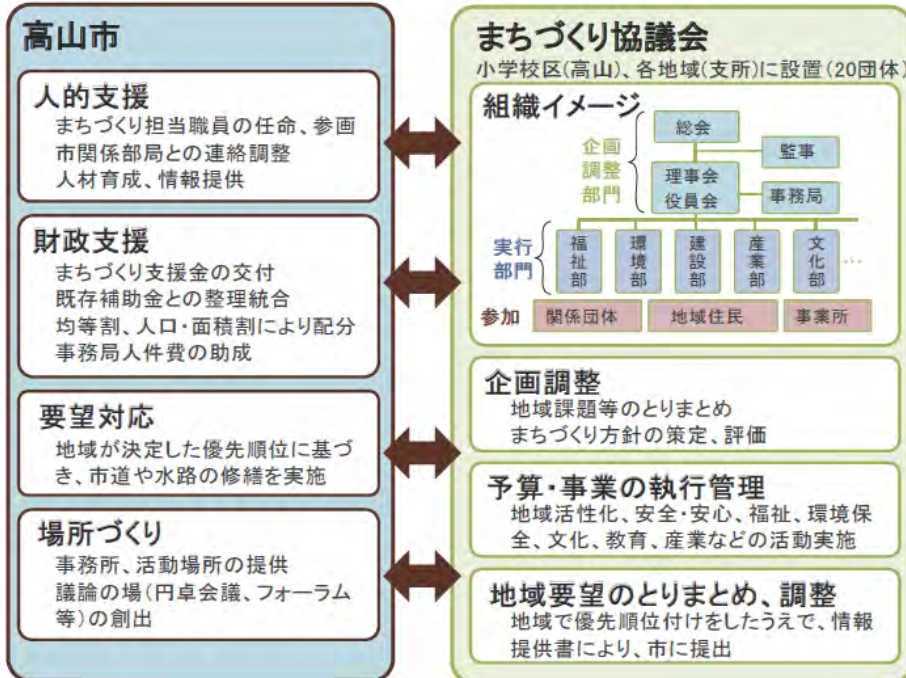 高山市
人的支援
まちづくり担当職員の任命、参画
市関係部局との連絡調整
人材育成、情報提供
財政支援
まちづくり支援金の交付
既存補助金との整理統合
均等割、人口・面積割により配分
事務局人件費の助成
要望対応
地域が決定した優先順位に基づ
き、市道や水路の修繕を実施
場所づくり
事務所、活動場所の提供
議論の場(円卓会議、フォーラム
等)の創出
まちづくり協議会
小学校区(高山)、各地域(支所)に設置(20団体)
組織イメージ
企画
調整
部門
総会
監事
理事会
役員会
事務局
実行
部門
福祉部
環境部
建設部
産業部
文化部
…
参加
関係団体
地域住民
事業所
企画調整
地域課題等のとりまとめ
まちづくり方針の策定、評価
予算・事業の執行管理
地域活性化、安全・安心、福祉、環境保
全、文化、教育、産業などの活動実施
地域要望のとりまとめ、調整
地域で優先順位付けをしたうえで、情報
提供書により、市に提出